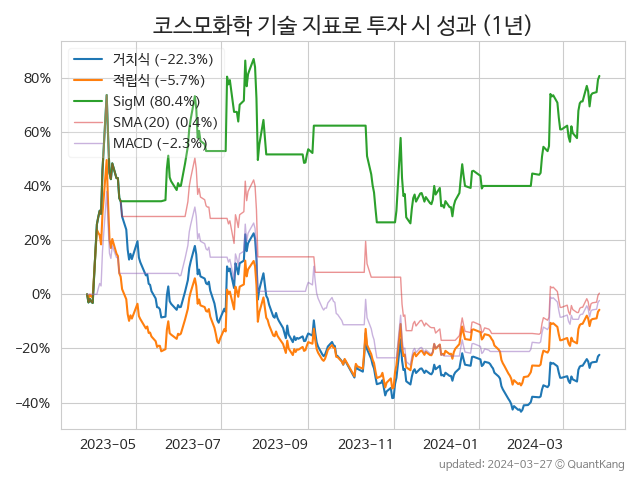 코스모화학 기술 지표로 투자 시 성과 (1년)
거치식 (−22.3%)
적립식 (−5.7%)
SigM (80.4%)
SMA(20) (0.4%)
MACD (−2.3%)
80%
60%
40%
20%
0%
−20%
−40%
2023-05 2023-07 2023-09 2023-11 2024-01 2024-03
updated: 2024-03-27 © QuantKang